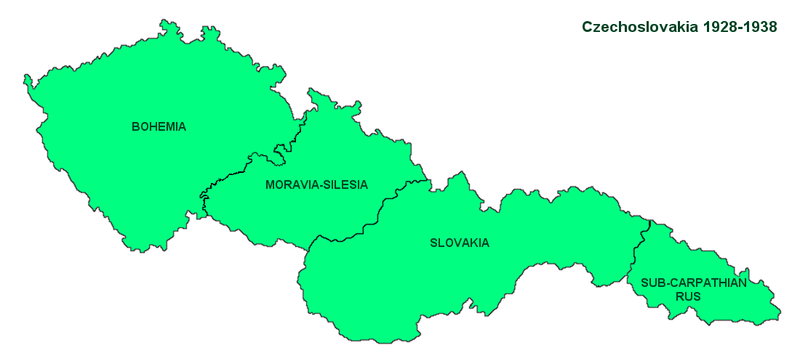 Czechoslovakia 1928-1938
BOHEMIA
MORAVIA-SILESIA
SLOVAKIA
SUB-CARPATHIAN
RUS